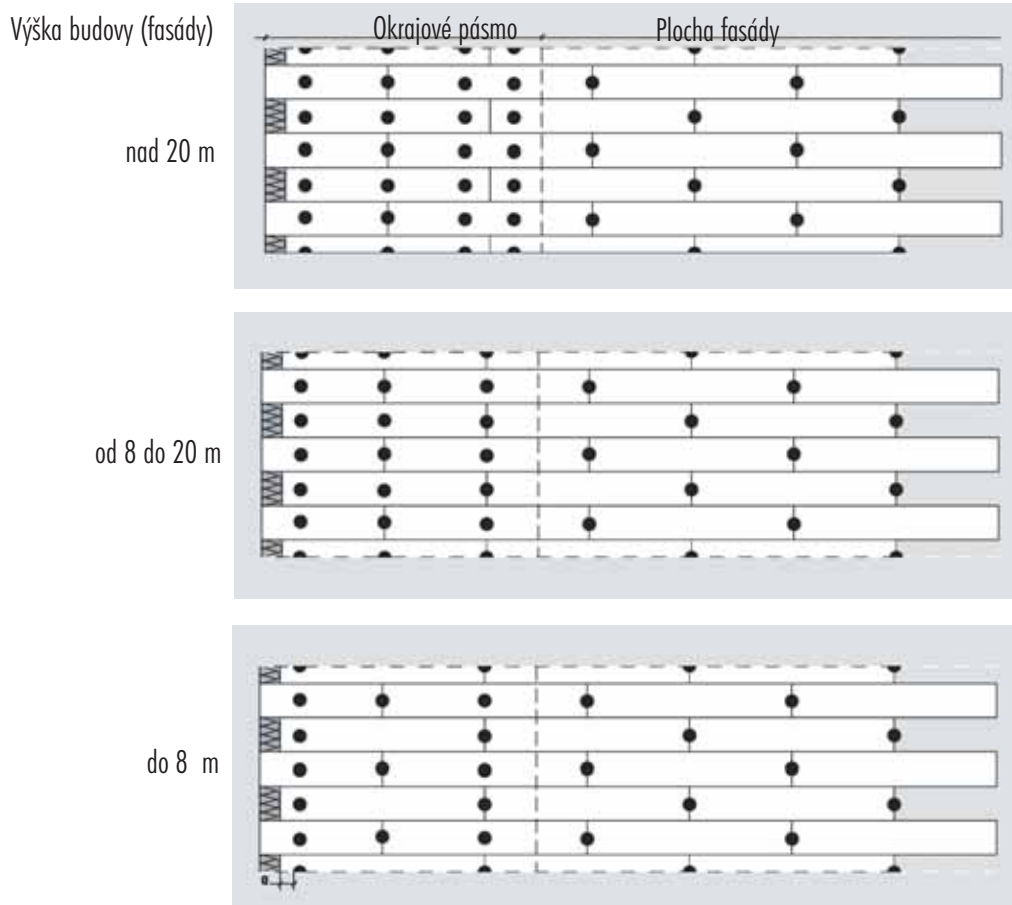 Výška budovy (fasády)
Okrajové pásmo
Plocha fasády
nad 20 m
od 8 do 20 m
do 8 m
a